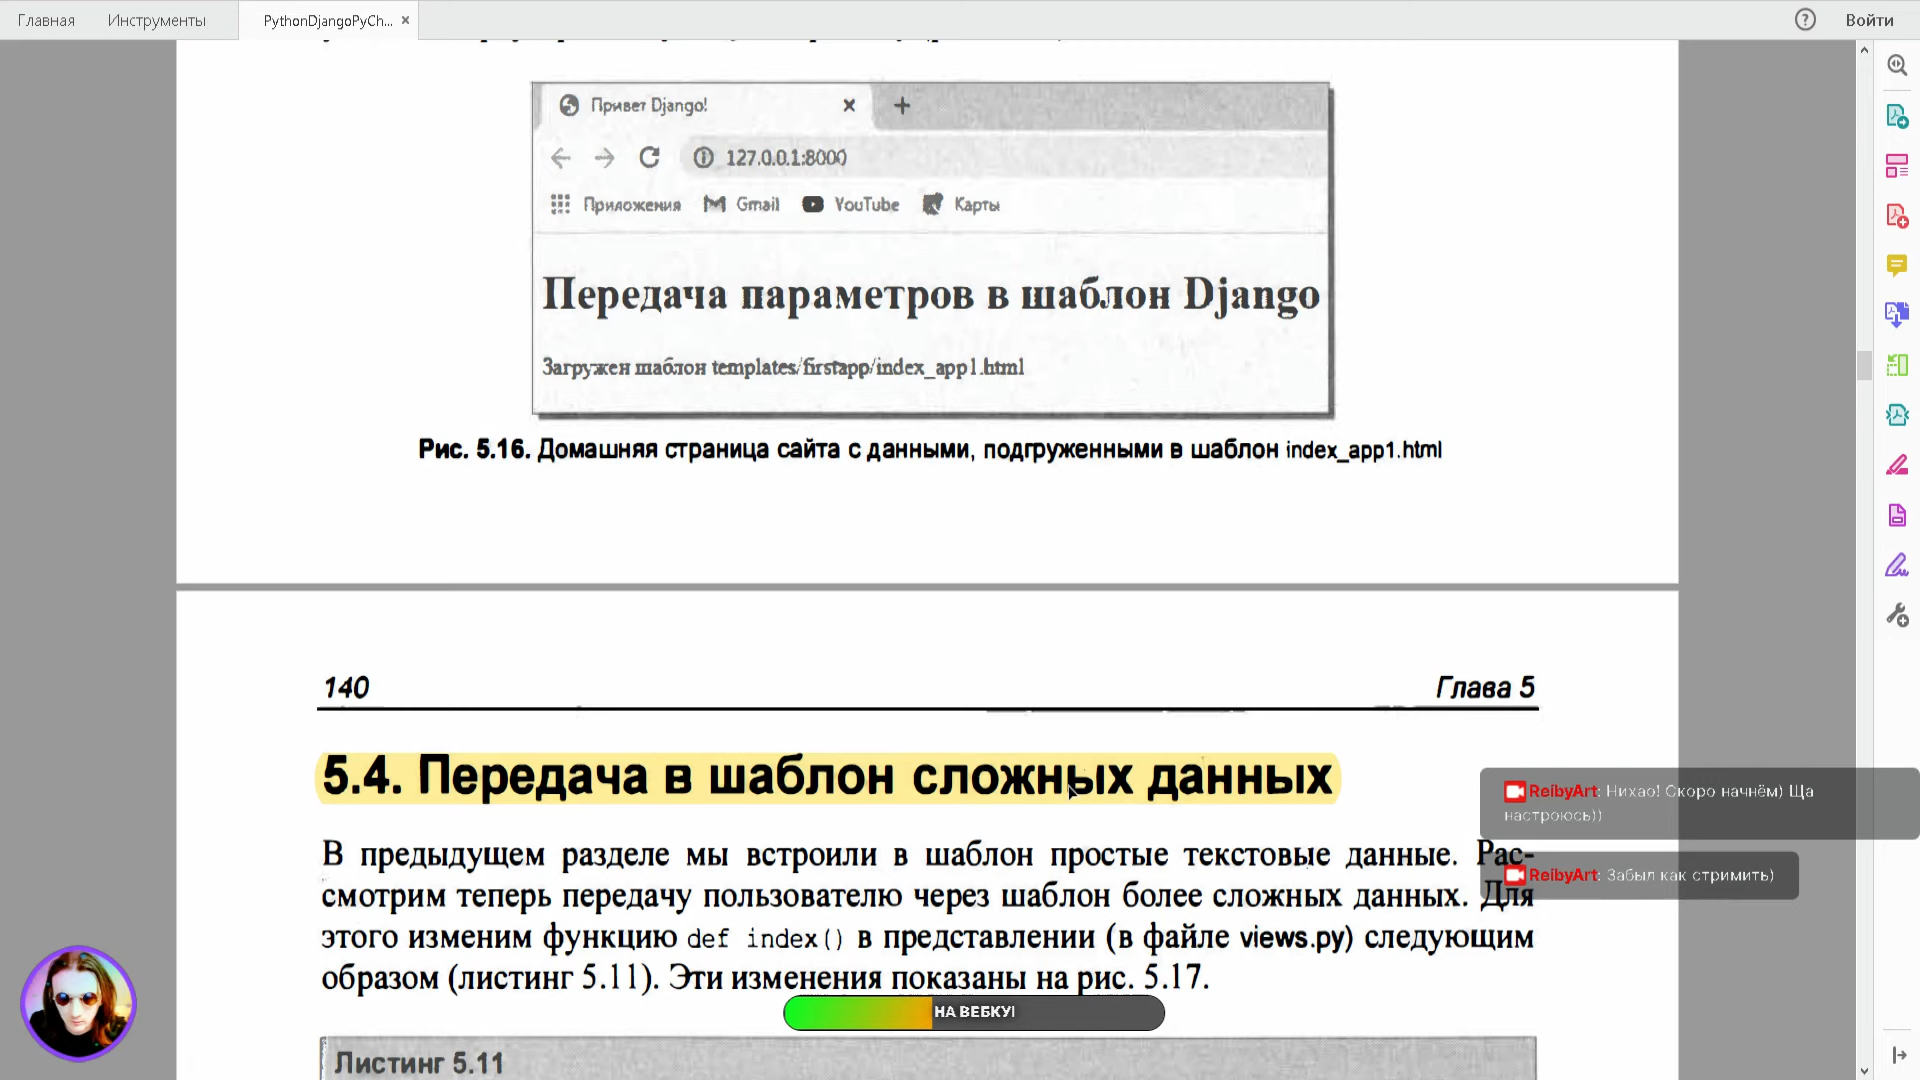 Главная Инструменты PythonDjangoPyCh... × ? Войти
Привет Django! × +
127.0.0.1:8000
Приложения Gmail YouTube Карты
Передача параметров в шаблон Django
Загружен шаблон templates/firstapp/index_app1.html
Рис. 5.16. Домашняя страница сайта с данными, подгруженными в шаблон index_app1.html
140 Глава 5
5.4. Передача в шаблон сложных данных
В предыдущем разделе мы встроили в шаблон простые текстовые данные. Рас-
смотрим теперь передачу пользователю через шаблон более сложных данных. Для
этого изменим функцию def index() в представлении (в файле views.py) следующим
образом (листинг 5.11). Эти изменения показаны на рис. 5.17.
Листинг 5.11
ReibyArt: Нихао! Скоро начнём) Ща
настроюсь))
ReibyArt: Забыл как стримить)
НА ВЕБКУ!